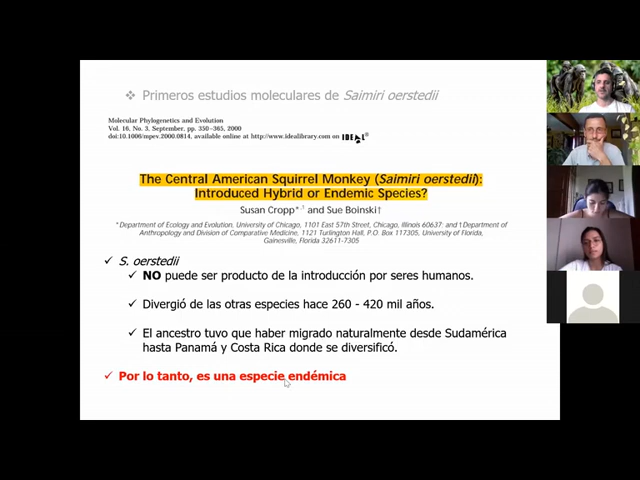 ❖ Primeros estudios moleculares de Saimiri oerstedii
Molecular Phylogenetics and Evolution
Vol. 16, No. 3, September, pp. 350–365, 2000
doi:10.1006/mpev.2000.0814, available online at http://www.idealibrary.com on IDEAL®
The Central American Squirrel Monkey (Saimiri oerstedii):
Introduced Hybrid or Endemic Species?
Susan Cropp*,1 and Sue Boinski†
*Department of Ecology and Evolution, University of Chicago, 1101 East 57th Street, Chicago, Illinois 60637; and †Department of
Anthropology and Division of Comparative Medicine, 1121 Turlington Hall, P.O. Box 117305, University of Florida,
Gainesville, Florida 32611-7305
✓ S. oerstedii
✓ NO puede ser producto de la introducción por seres humanos.
✓ Divergió de las otras especies hace 260 - 420 mil años.
✓ El ancestro tuvo que haber migrado naturalmente desde Sudamérica
hasta Panamá y Costa Rica donde se diversificó.
✓ Por lo tanto, es una especie endémica